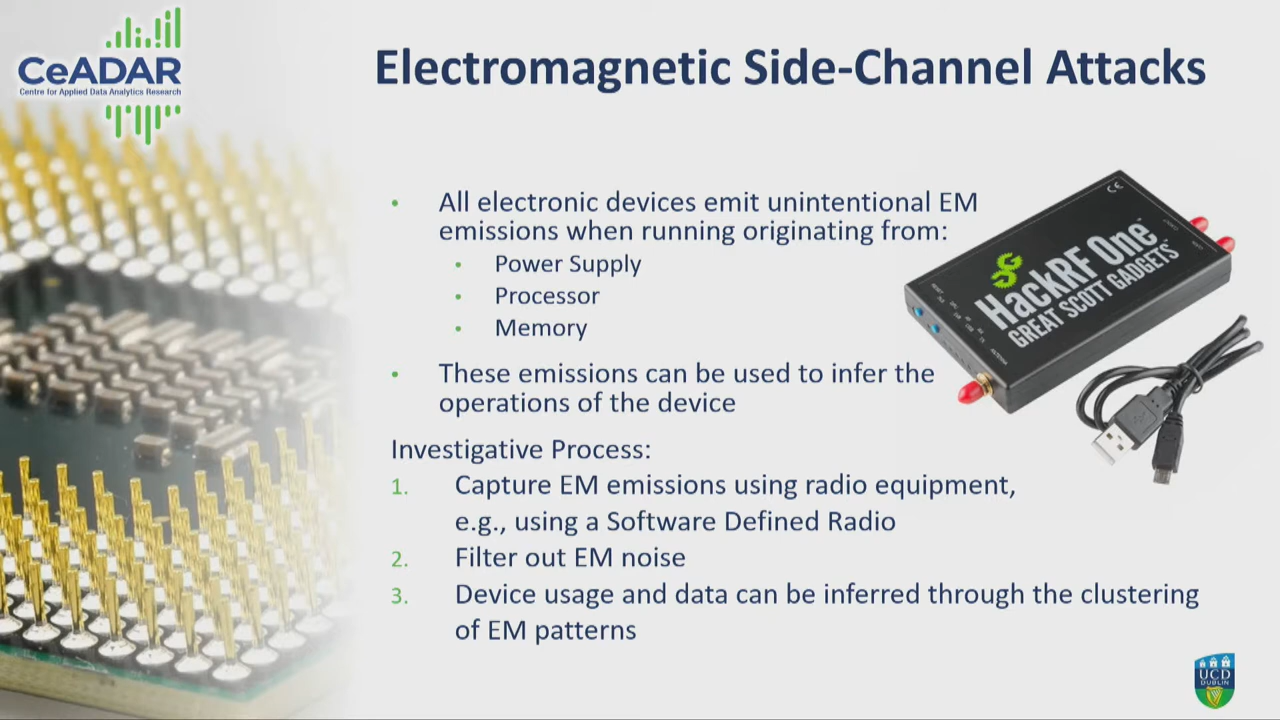 CeADAR
Centre for Applied Data Analytics Research
Electromagnetic Side-Channel Attacks
• All electronic devices emit unintentional EM
emissions when running originating from:
• Power Supply
• Processor
• Memory
• These emissions can be used to infer the
operations of the device
Investigative Process:
1. Capture EM emissions using radio equipment,
e.g., using a Software Defined Radio
2. Filter out EM noise
3. Device usage and data can be inferred through the clustering
of EM patterns
CE
HackRF One
GREAT SCOTT GADGETS
UCD
DUBLIN